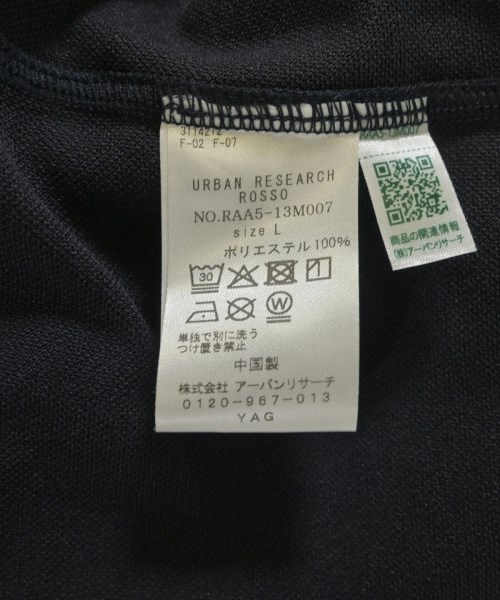 3114212
F-02 F-07
URBAN RESEARCH
ROSSO
NO.RAA5-13M007
size L
ポリエステル 100%
30
W
単独で別に洗う
つけ置き禁止
中国製
株式会社 アーバンリサーチ
0120-967-013
YAG
RAA5-13M007
商品の関連情報
(株)アーバンリサーチ